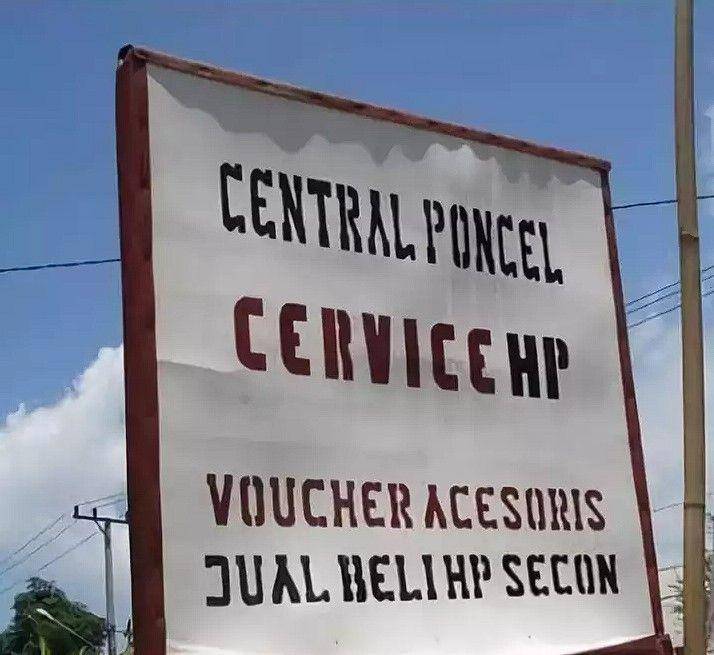 CENTRAL PONCEL
CERVICE HP
VOUCHER ACESORIS
JUAL BELI HP SECON